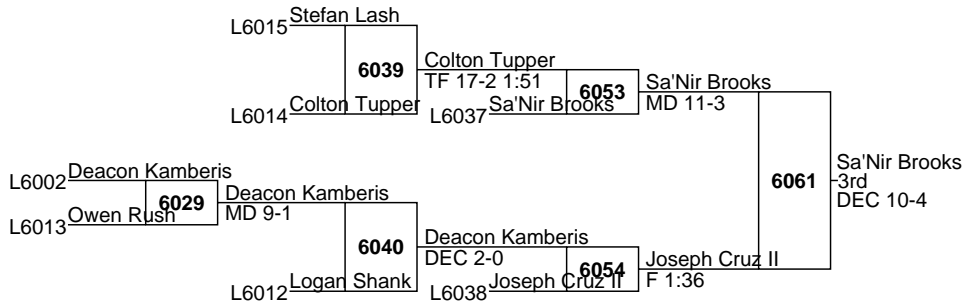 Stefan Lash
L6015
6039
Colton Tupper
TF 17-2 1:51
L6014
Colton Tupper
L6037
Sa'Nir Brooks
6053
Sa'Nir Brooks
MD 11-3
L6002
Deacon Kamberis
6029
L6013
Owen Rush
Deacon Kamberis
MD 9-1
6040
L6012
Logan Shank
Deacon Kamberis
DEC 2-0
L6038
Joseph Cruz II
6054
Joseph Cruz II
F 1:36
6061
Sa'Nir Brooks
3rd
DEC 10-4